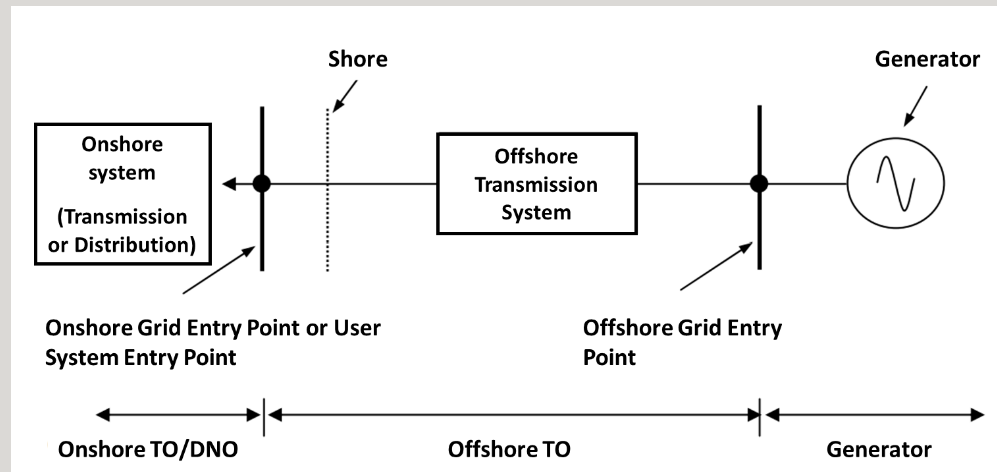 Shore
Generator
Onshore
system
(Transmission
or Distribution)
Offshore
Transmission
System
Onshore Grid Entry Point or User
System Entry Point
Offshore Grid Entry
Point
Onshore TO/DNO
Offshore TO
Generator